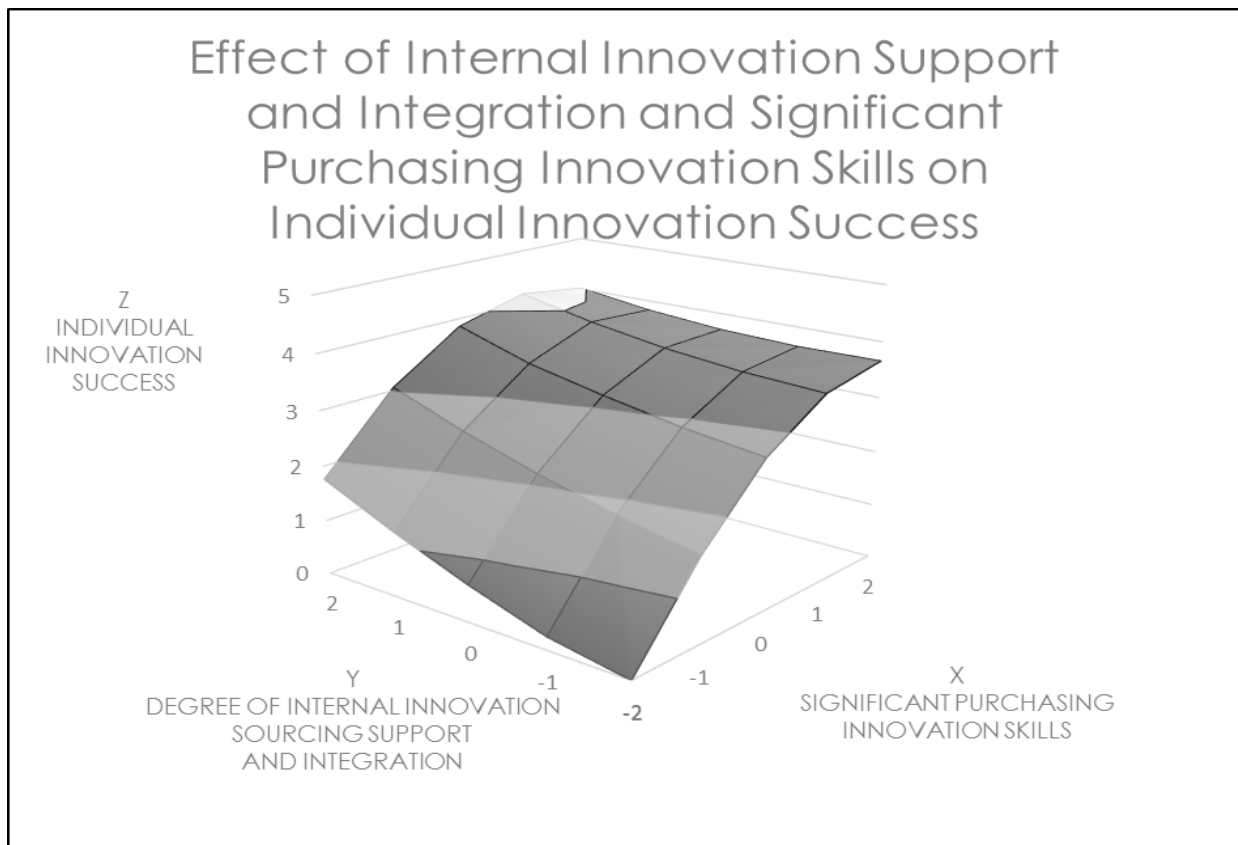 Effect of Internal Innovation Support
and Integration and Significant
Purchasing Innovation Skills on
Individual Innovation Success
Z
INDIVIDUAL
INNOVATION
SUCCESS
5
4
3
2
1
0
2
1
0
-1
-2
Y
DEGREE OF INTERNAL INNOVATION
SOURCING SUPPORT
AND INTEGRATION
2
1
0
-1
X
SIGNIFICANT PURCHASING
INNOVATION SKILLS